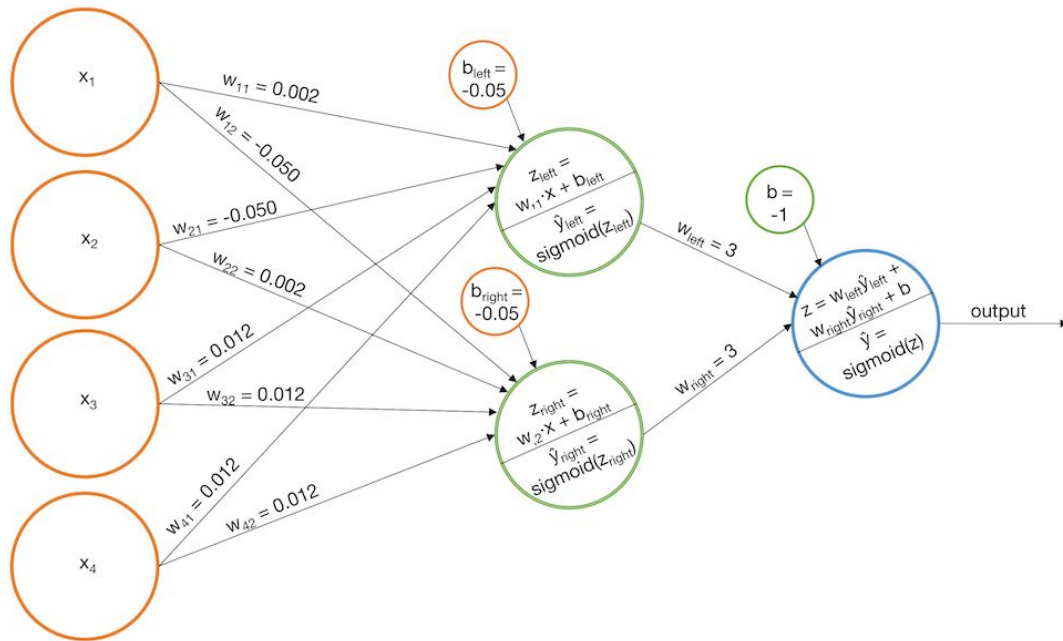 x₁
x₂
x₃
x₄
w₁₁ = 0.002
w₁₂ = -0.050
w₂₁ = -0.050
w₂₂ = 0.002
w₃₁ = 0.012
w₃₂ = 0.012
w₄₁ = 0.012
w₄₂ = 0.012
b_left =
-0.05
z_left =
w,₁·x + b_left
ŷ_left =
sigmoid(z_left)
b_right =
-0.05
z_right =
w,₂·x + b_right
ŷ_right =
sigmoid(z_right)
w_left = 3
w_right = 3
b =
-1
z = w_leftŷ_left +
w_rightŷ_right + b
ŷ =
sigmoid(z)
output